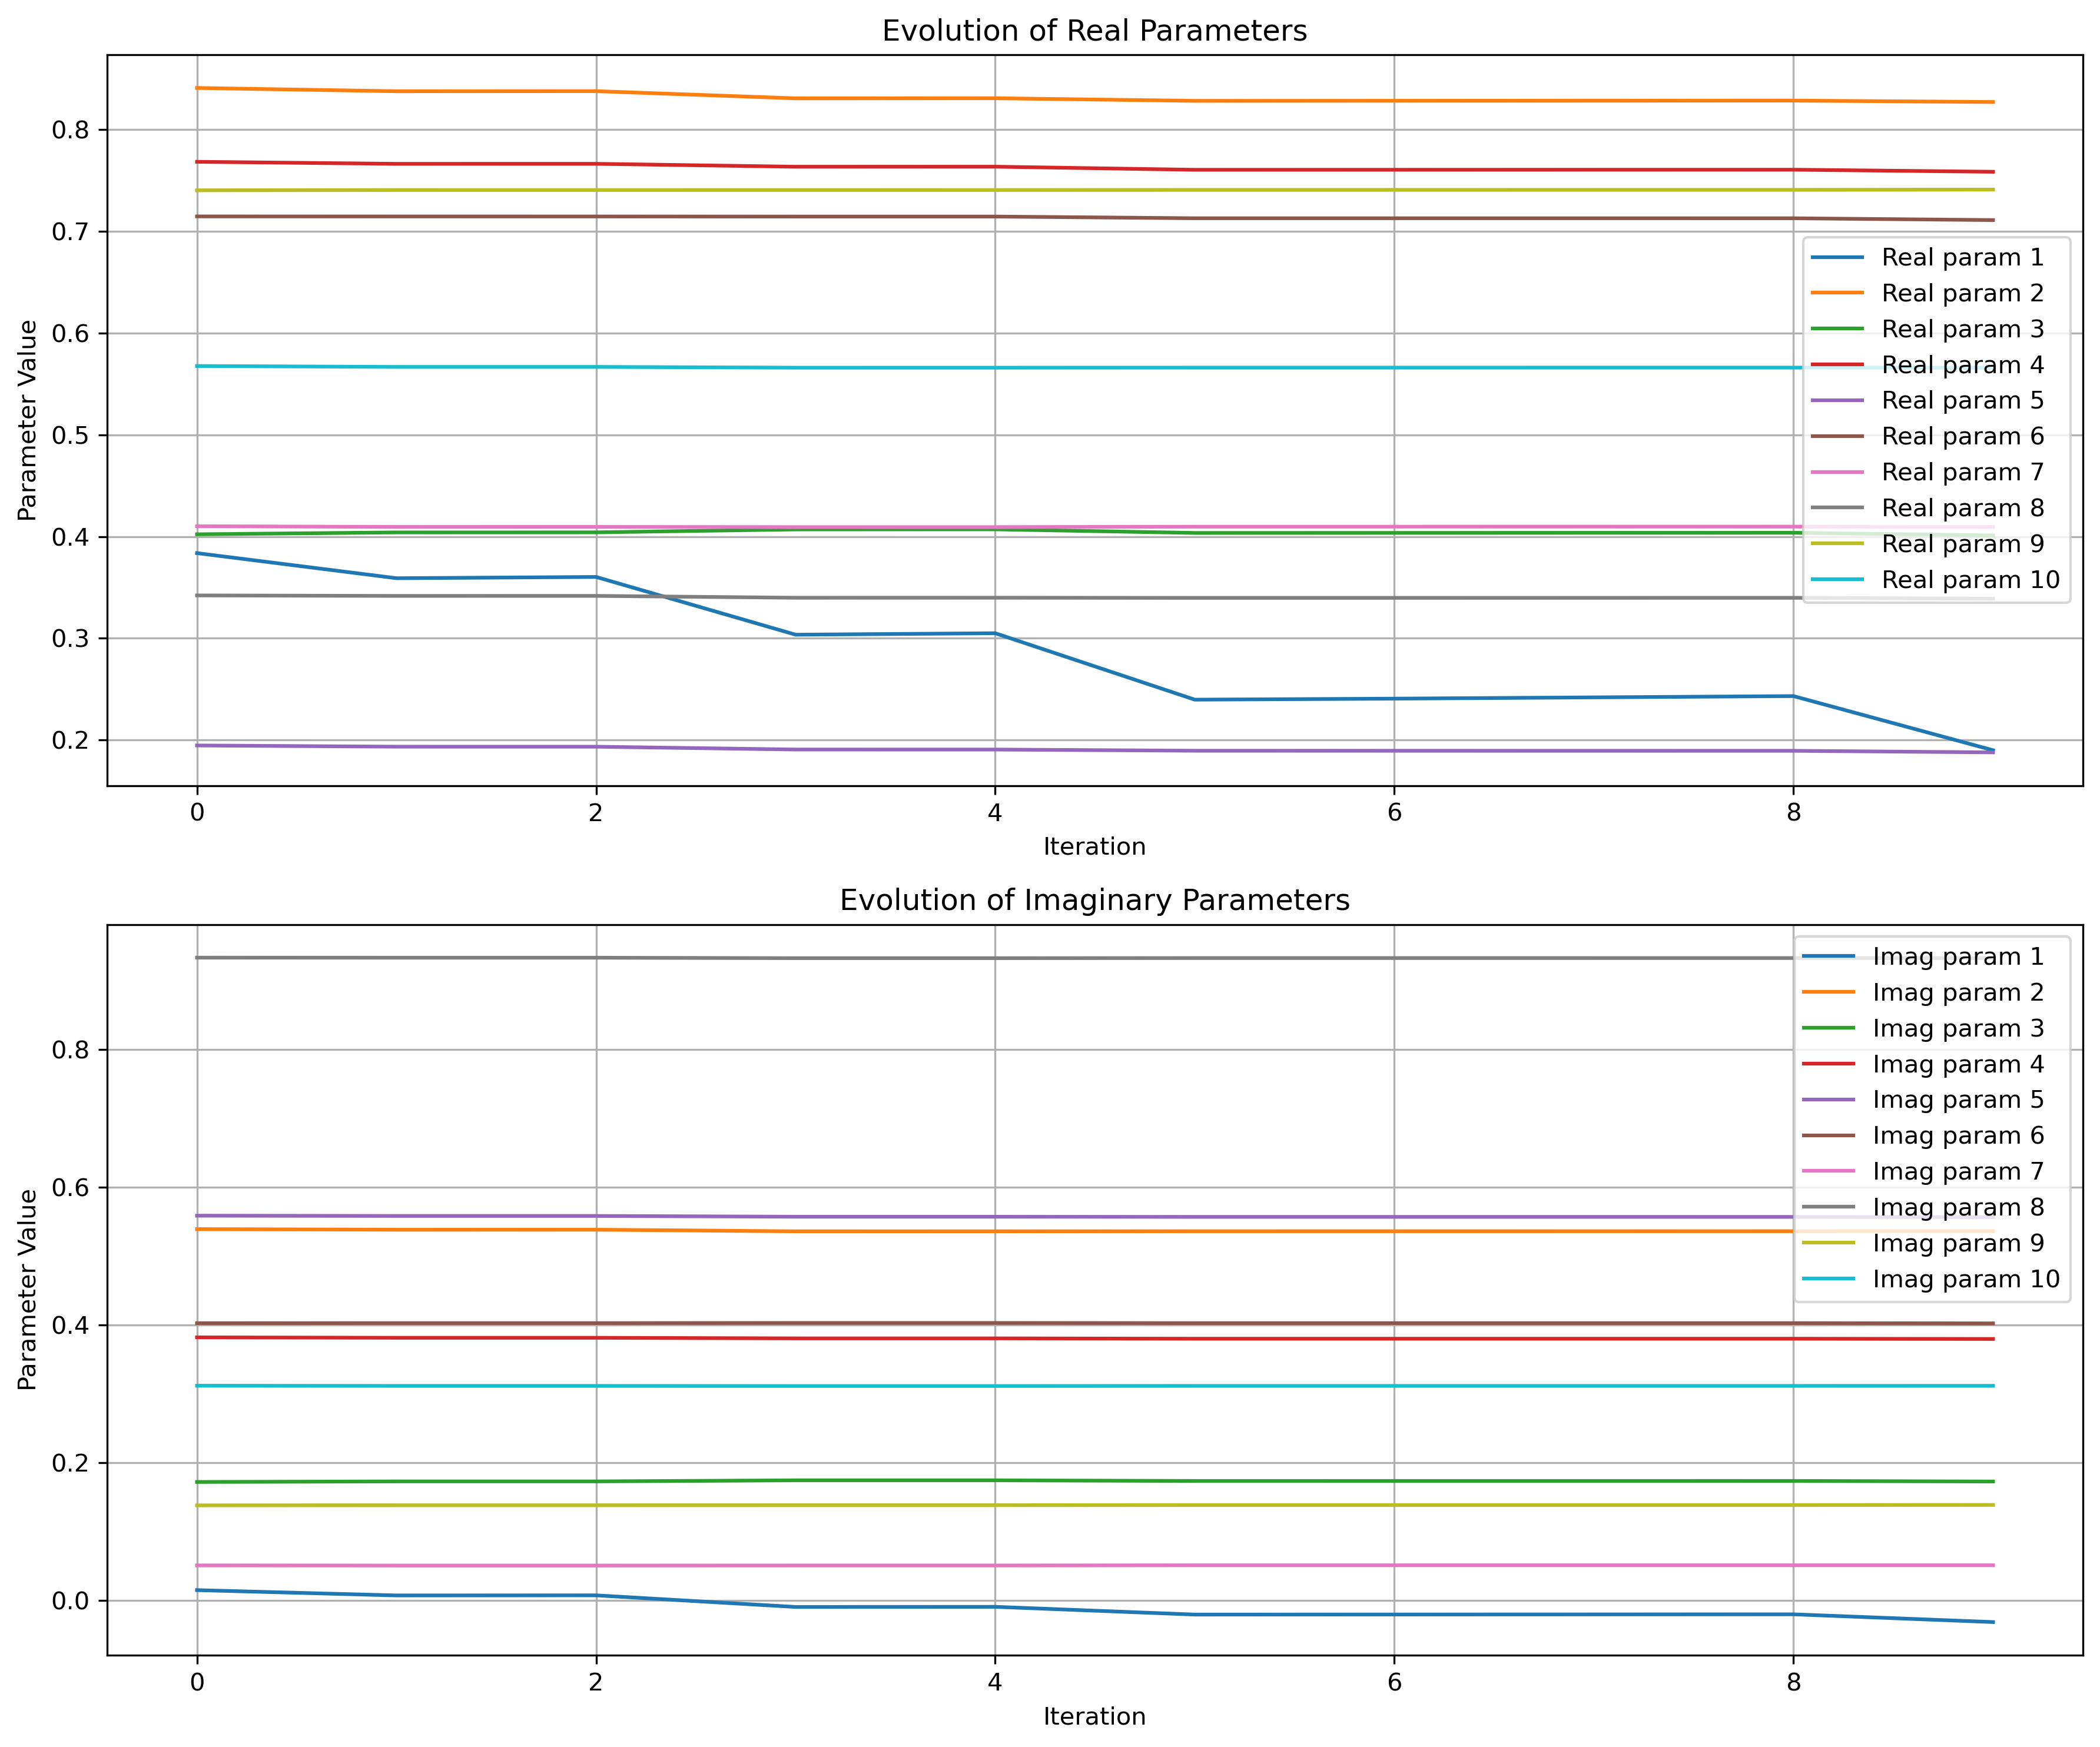 Evolution of Real Parameters
Parameter Value
0.8
0.7
0.6
0.5
0.4
0.3
0.2
Real param 1
Real param 2
Real param 3
Real param 4
Real param 5
Real param 6
Real param 7
Real param 8
Real param 9
Real param 10
0 2 4 6 8
Iteration
Evolution of Imaginary Parameters
Parameter Value
0.8
0.6
0.4
0.2
0.0
Imag param 1
Imag param 2
Imag param 3
Imag param 4
Imag param 5
Imag param 6
Imag param 7
Imag param 8
Imag param 9
Imag param 10
0 2 4 6 8
Iteration